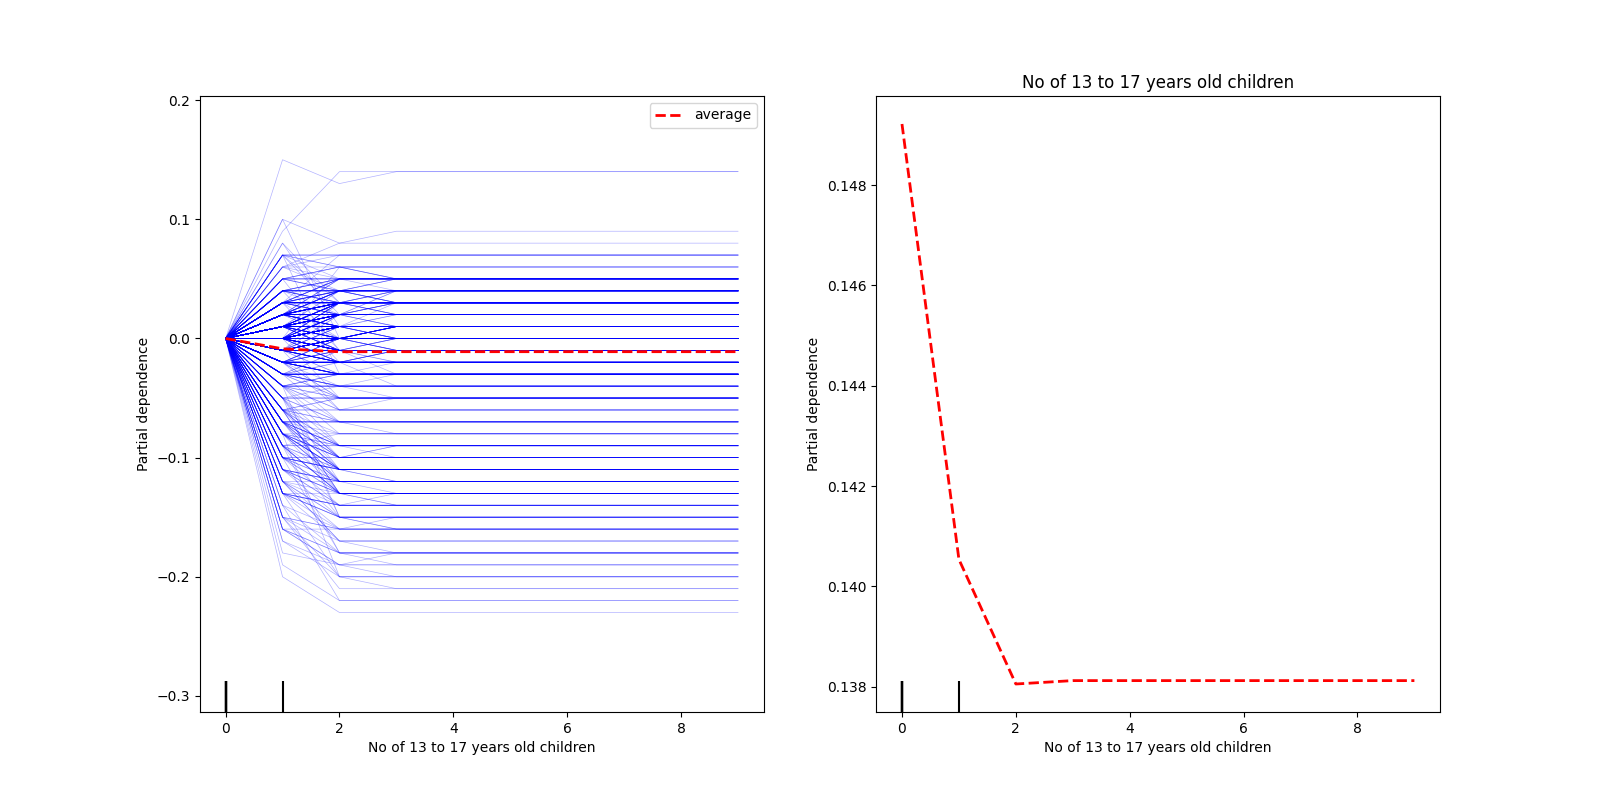 No of 13 to 17 years old children
0.2
0.1
0.0
−0.1
−0.2
−0.3
Partial dependence
average
0 2 4 6 8
No of 13 to 17 years old children
0.148
0.146
0.144
0.142
0.140
0.138
Partial dependence
0 2 4 6 8
No of 13 to 17 years old children